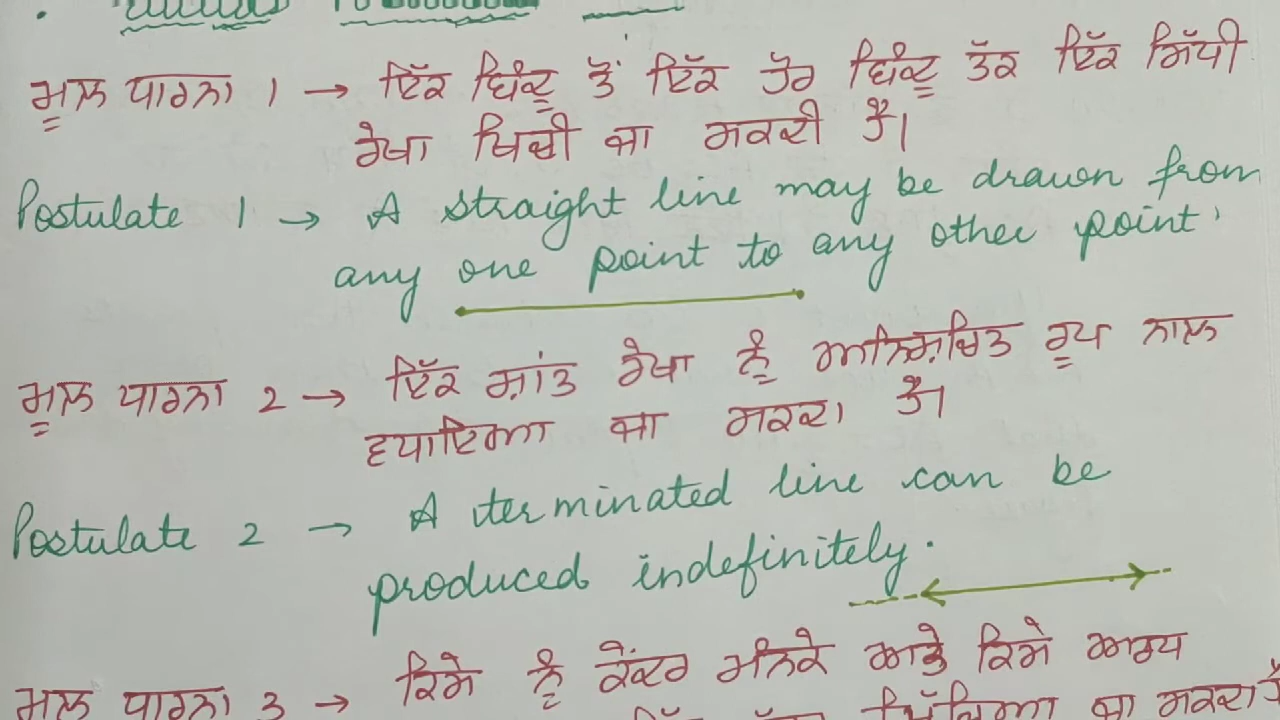 ਮੂਲ ਧਾਰਨਾ 1 → ਇੱਕ ਬਿੰਦੂ ਤੋਂ ਇੱਕ ਹੋਰ ਬਿੰਦੂ ਤੱਕ ਇੱਕ ਸਿੱਧੀ
ਰੇਖਾ ਖਿਚੀ ਜਾ ਸਕਦੀ ਹੈ।
Postulate 1 → A straight line may be drawn from
any one point to any other point.
ਮੂਲ ਧਾਰਨਾ 2 → ਇੱਕ ਸ਼ਾਂਤ ਰੇਖਾ ਨੂੰ ਅਨਿਸ਼ਚਿਤ ਰੂਪ ਨਾਲ
ਵਧਾਇਆ ਜਾ ਸਕਦਾ ਹੈ।
Postulate 2 → A terminated line can be
produced indefinitely.
ਮੂਲ ਧਾਰਨਾ 3 → ਕਿਸੇ ਨੂੰ ਕੇਂਦਰ ਮੰਨਕੇ ਅਤੇ ਕਿਸੇ ਅਰਧ
ਜਾ ਸਕਦਾ ਹੈ